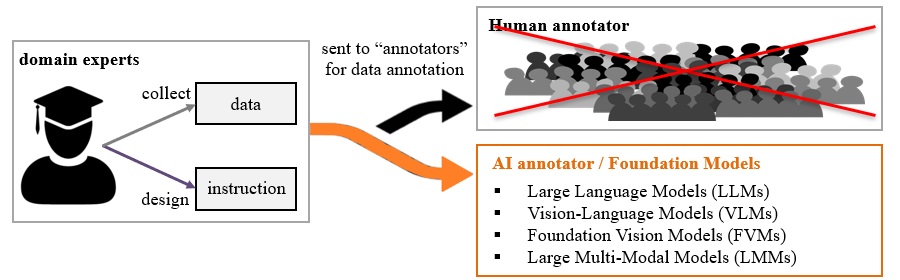 domain experts
collect
data
design
instruction
sent to “annotators”
for data annotation
Human annotator
AI annotator / Foundation Models
▪ Large Language Models (LLMs)
▪ Vision-Language Models (VLMs)
▪ Foundation Vision Models (FVMs)
▪ Large Multi-Modal Models (LMMs)